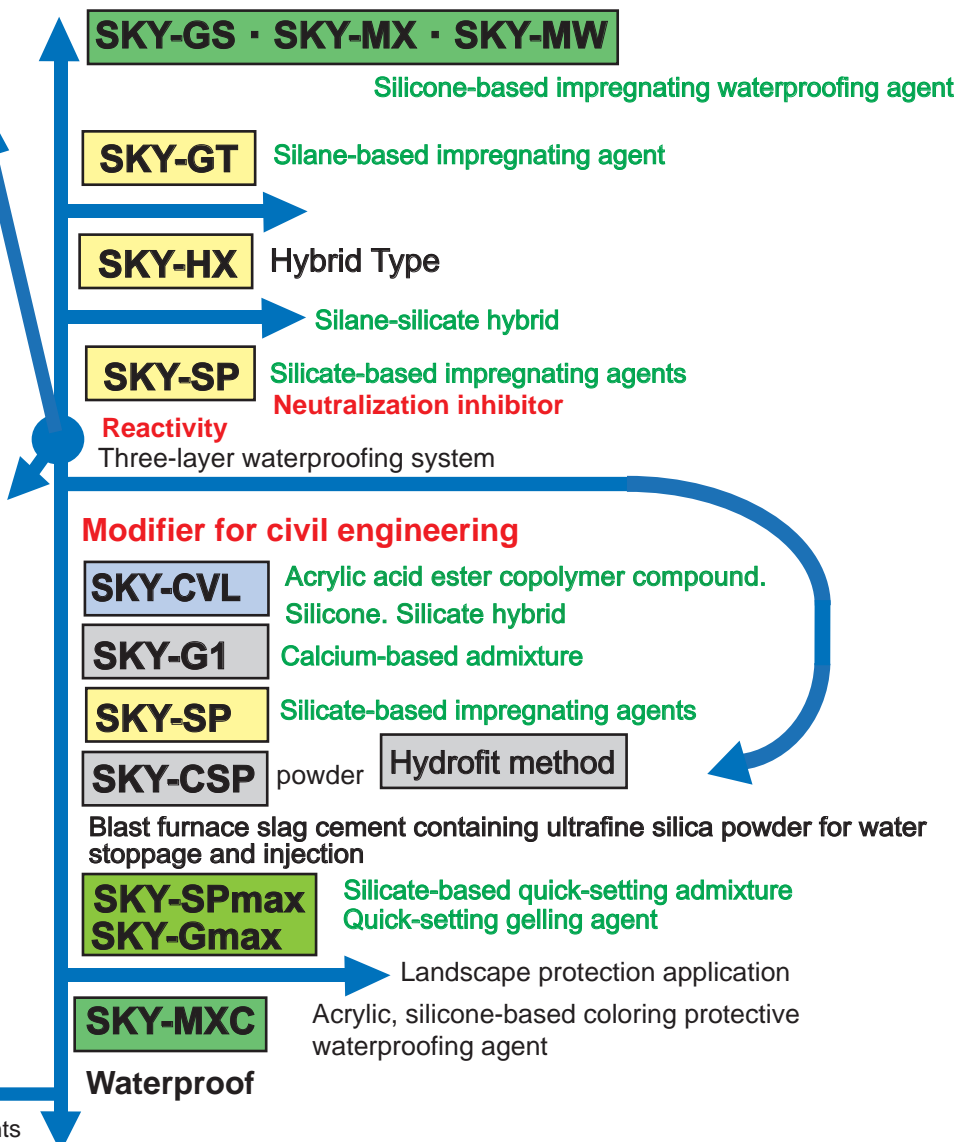 SKY-GS · SKY-MX · SKY-MW
Silicone-based impregnating waterproofing agent
SKY-GT
Silane-based impregnating agent
SKY-HX
Hybrid Type
Silane-silicate hybrid
SKY-SP
Silicate-based impregnating agents
Neutralization inhibitor
Reactivity
Three-layer waterproofing system
Modifier for civil engineering
SKY-CVL
Acrylic acid ester copolymer compound.
Silicone. Silicate hybrid
SKY-G1
Calcium-based admixture
SKY-SP
Silicate-based impregnating agents
SKY-CSP
powder
Hydrofit method
Blast furnace slag cement containing ultrafine silica powder for water
stoppage and injection
SKY-SPmax
SKY-Gmax
Silicate-based quick-setting admixture
Quick-setting gelling agent
Landscape protection application
SKY-MXC
Acrylic, silicone-based coloring protective
waterproofing agent
Waterproof